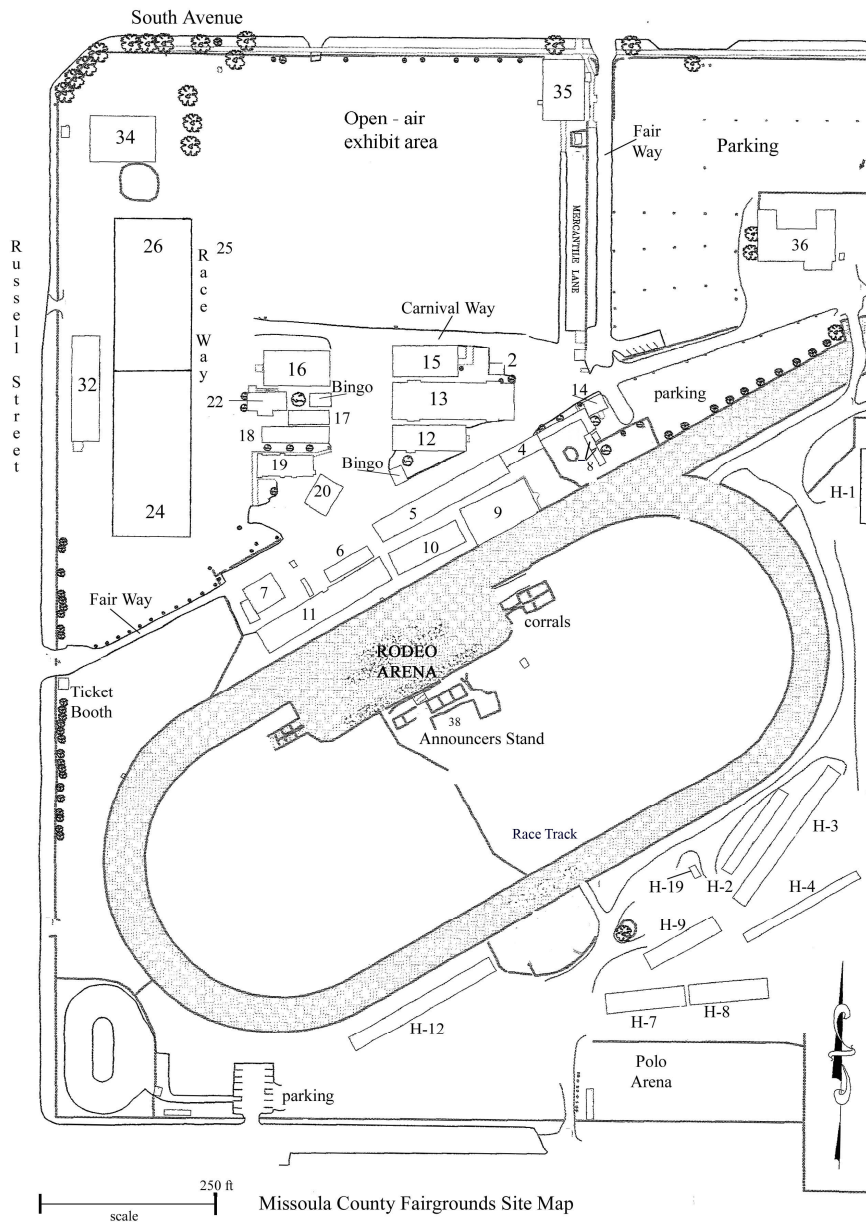 South Avenue
35
34
Open - air
exhibit area
Fair
Way
Parking
MERCANTILE LANE
36
26
25
Race Way
Russell Street
Carnival Way
16
15
2
32
Bingo
14
parking
22
13
17
18
12
4
8
19
Bingo
20
5
9
H-1
24
6
10
7
Fair Way
11
corrals
RODEO
ARENA
Ticket
Booth
38
Announcers Stand
Race Track
H-3
H-19
H-2
H-4
H-9
H-12
H-7
H-8
Polo
Arena
parking
250 ft
scale
Missoula County Fairgrounds Site Map